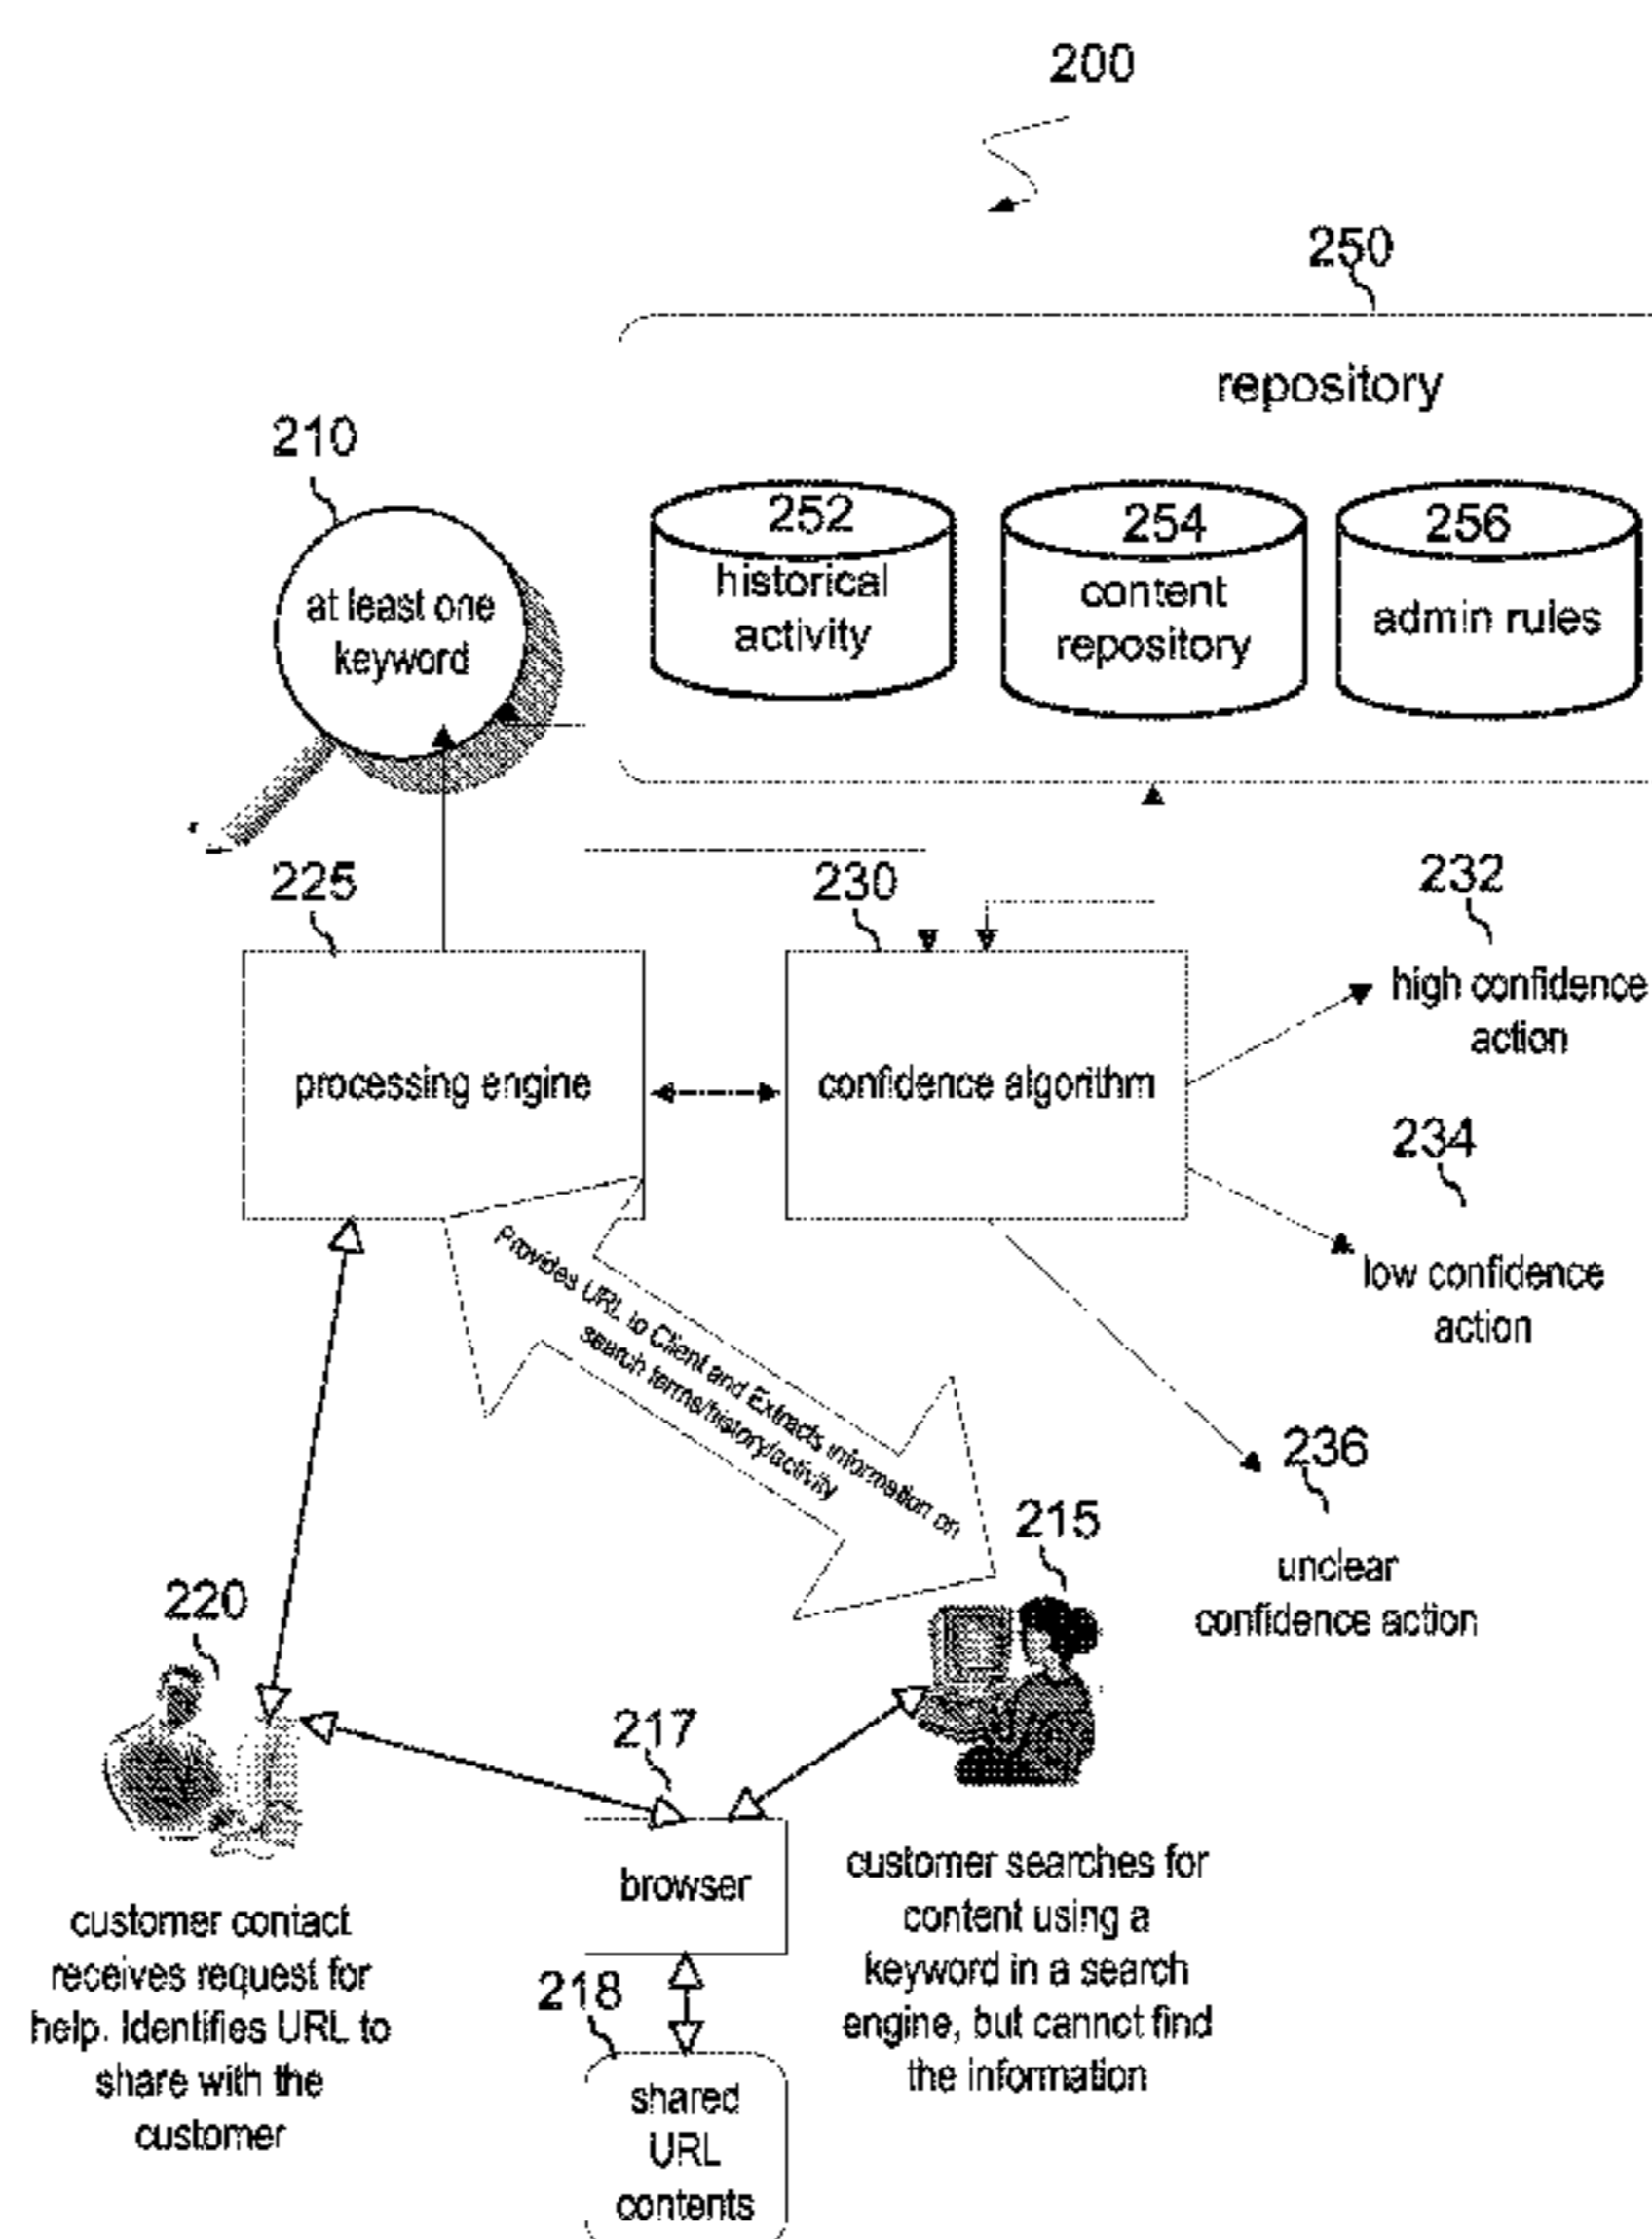 200
250
repository
210
252
historical
activity
254
content
repository
256
admin rules
at least one
keyword
225
230
232
high confidence
action
processing engine
confidence algorithm
234
low confidence
action
provides URL to Client and Extracts information on
search terms/history/activity
236
unclear
confidence action
215
220
217
browser
customer searches for
content using a
keyword in a search
engine, but cannot find
the information
customer contact
receives request for
help. Identifies URL to
share with the
customer
218
shared
URL
contents